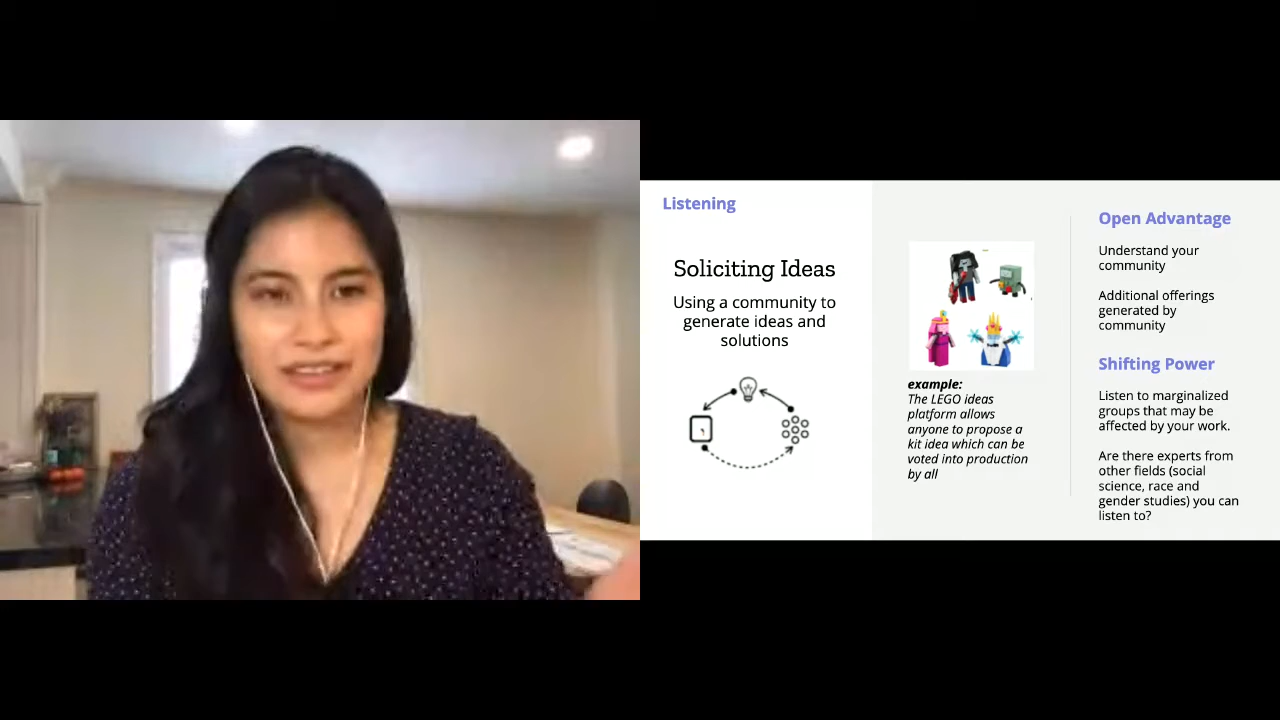 Listening
Soliciting Ideas
Using a community to
generate ideas and
solutions
example:
The LEGO ideas
platform allows
anyone to propose a
kit idea which can be
voted into production
by all
Open Advantage
Understand your
community
Additional offerings
generated by
community
Shifting Power
Listen to marginalized
groups that may be
affected by your work.
Are there experts from
other fields (social
science, race and
gender studies) you can
listen to?